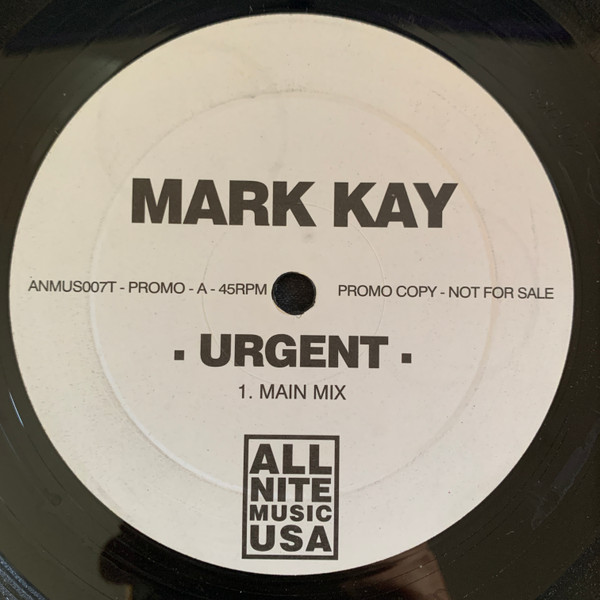 MARK KAY
ANMUS007T - PROMO - A - 45RPM
PROMO COPY - NOT FOR SALE
· URGENT ·
1. MAIN MIX
ALL
NITE
MUSIC
USA